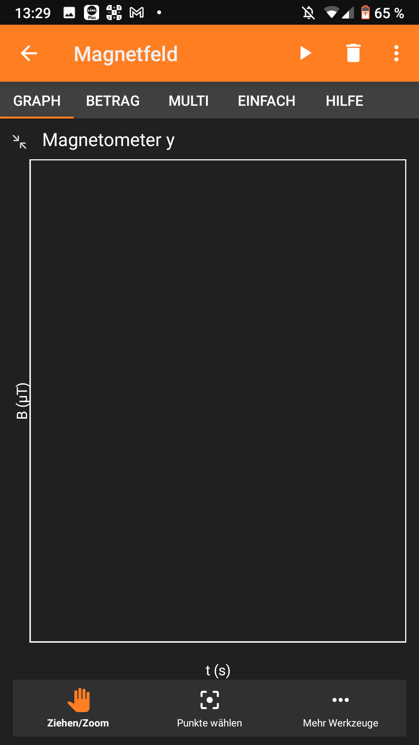 13:29
65 %
Magnetfeld
GRAPH BETRAG MULTI EINFACH HILFE
Magnetometer y
B (µT)
t (s)
Ziehen/Zoom Punkte wählen Mehr Werkzeuge